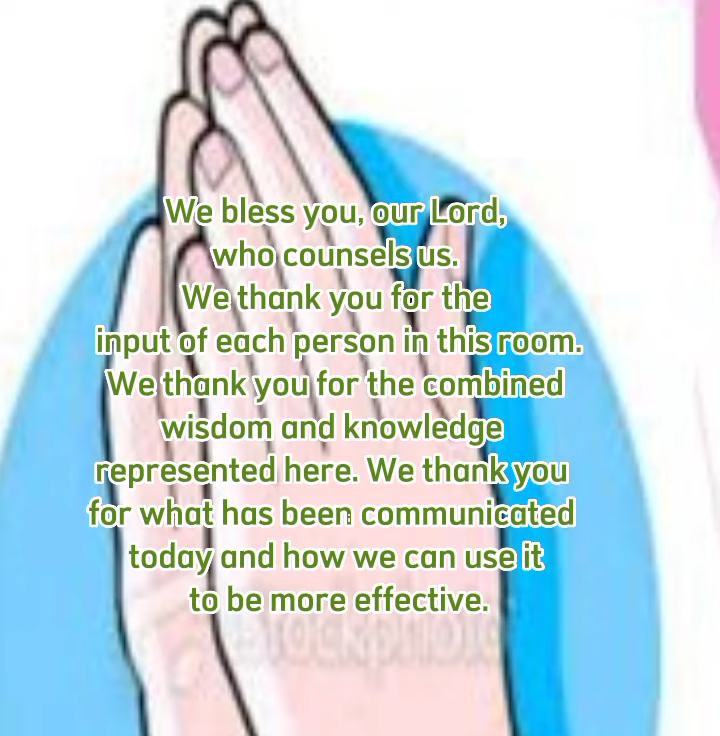 We bless you, our Lord,
who counsels us.
We thank you for the
input of each person in this room.
We thank you for the combined
wisdom and knowledge
represented here. We thank you
for what has been communicated
today and how we can use it
to be more effective.